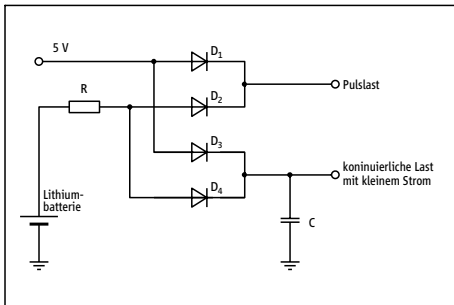 5 V
D1
R
Pulslast
D2
D3
koninuierliche Last
mit kleinem Strom
Lithium-
batterie
D4
C